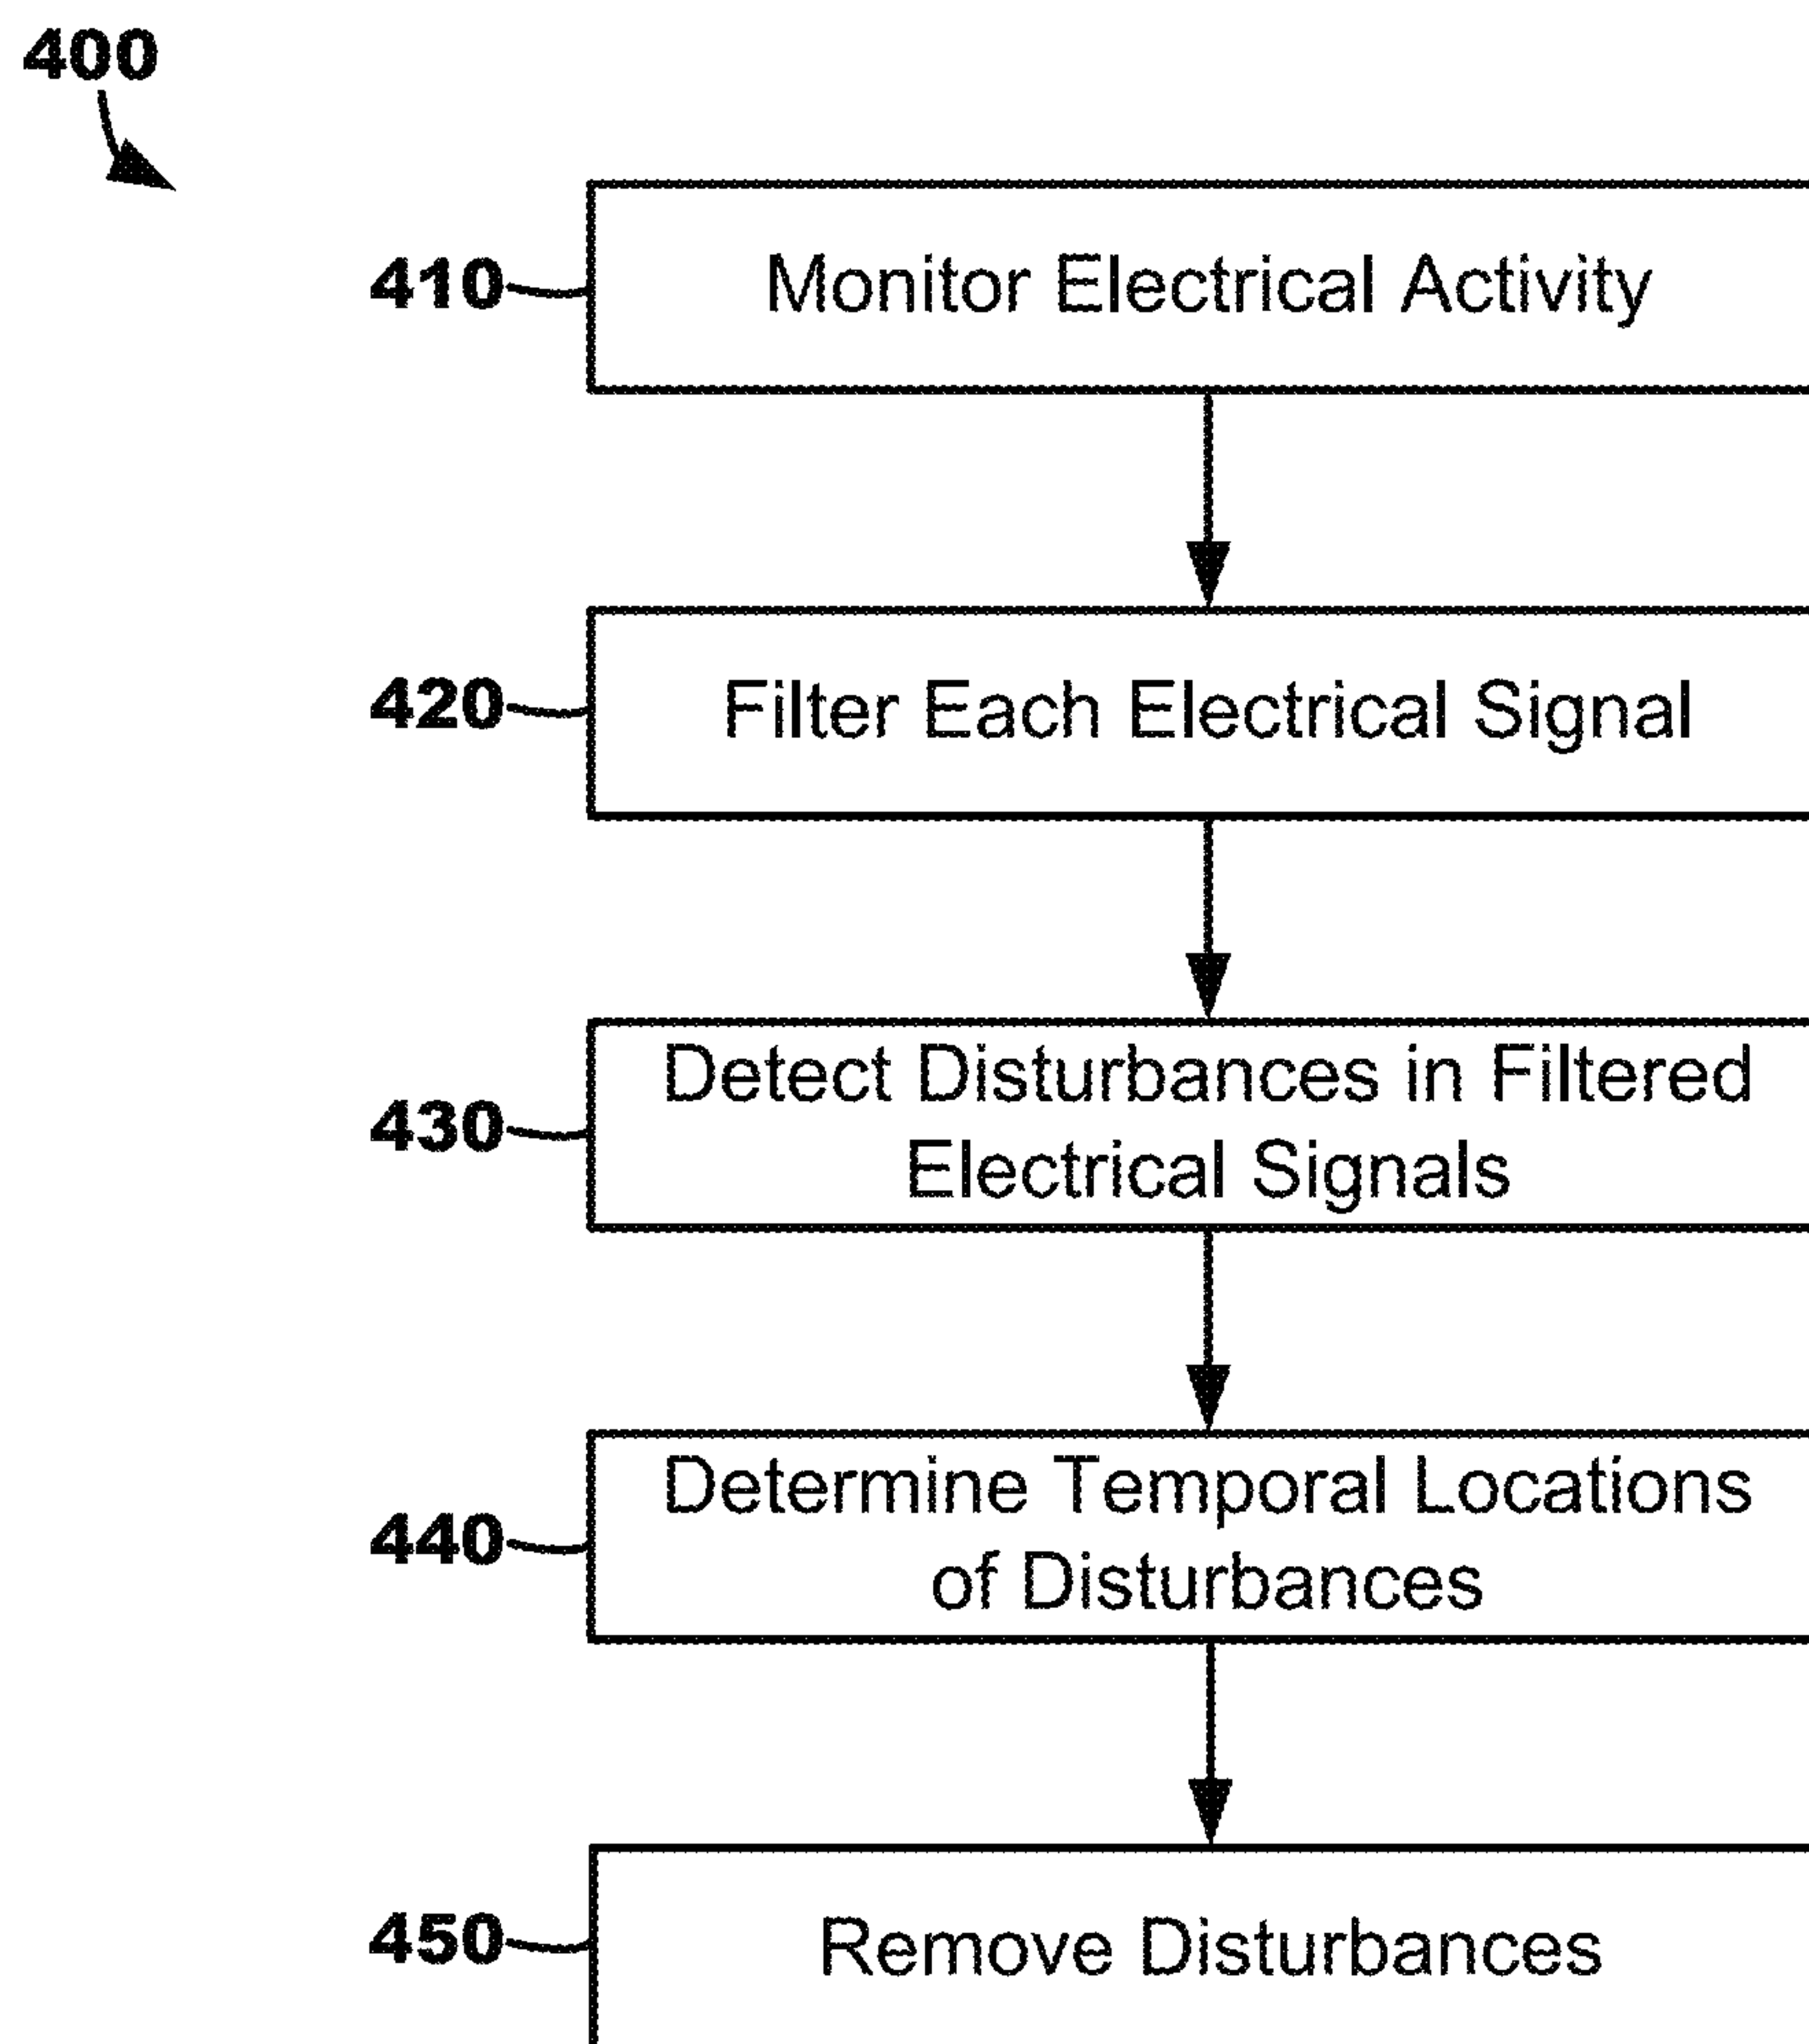 400
410
Monitor Electrical Activity
420
Filter Each Electrical Signal
430
Detect Disturbances in Filtered
Electrical Signals
440
Determine Temporal Locations
of Disturbances
450
Remove Disturbances